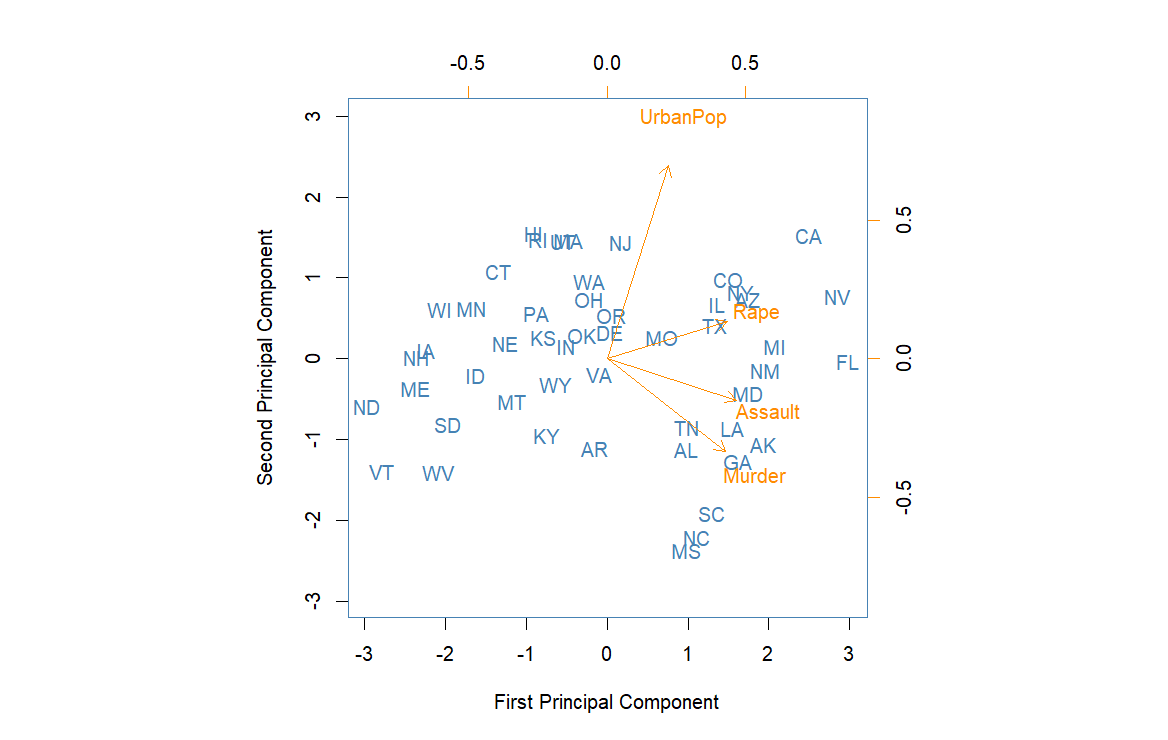 -0.5 0.0 0.5
3 UrbanPop
2
0.5
HI RI UT MA NJ CA
CT
1 WA CO
NY AZ NV
OH
WI MN PA OR IL Rape
TX
KS OK DE MO
NE IN MI
IA
NH 0 FL 0.0
ID VA NM
ME WY MD
ND MT Assault
SD TN LA
KY
-1 AR AL AK
GA
VT WV Murder
-0.5
SC
-2 NC
MS
-3
-3 -2 -1 0 1 2 3
First Principal Component
Second Principal Component